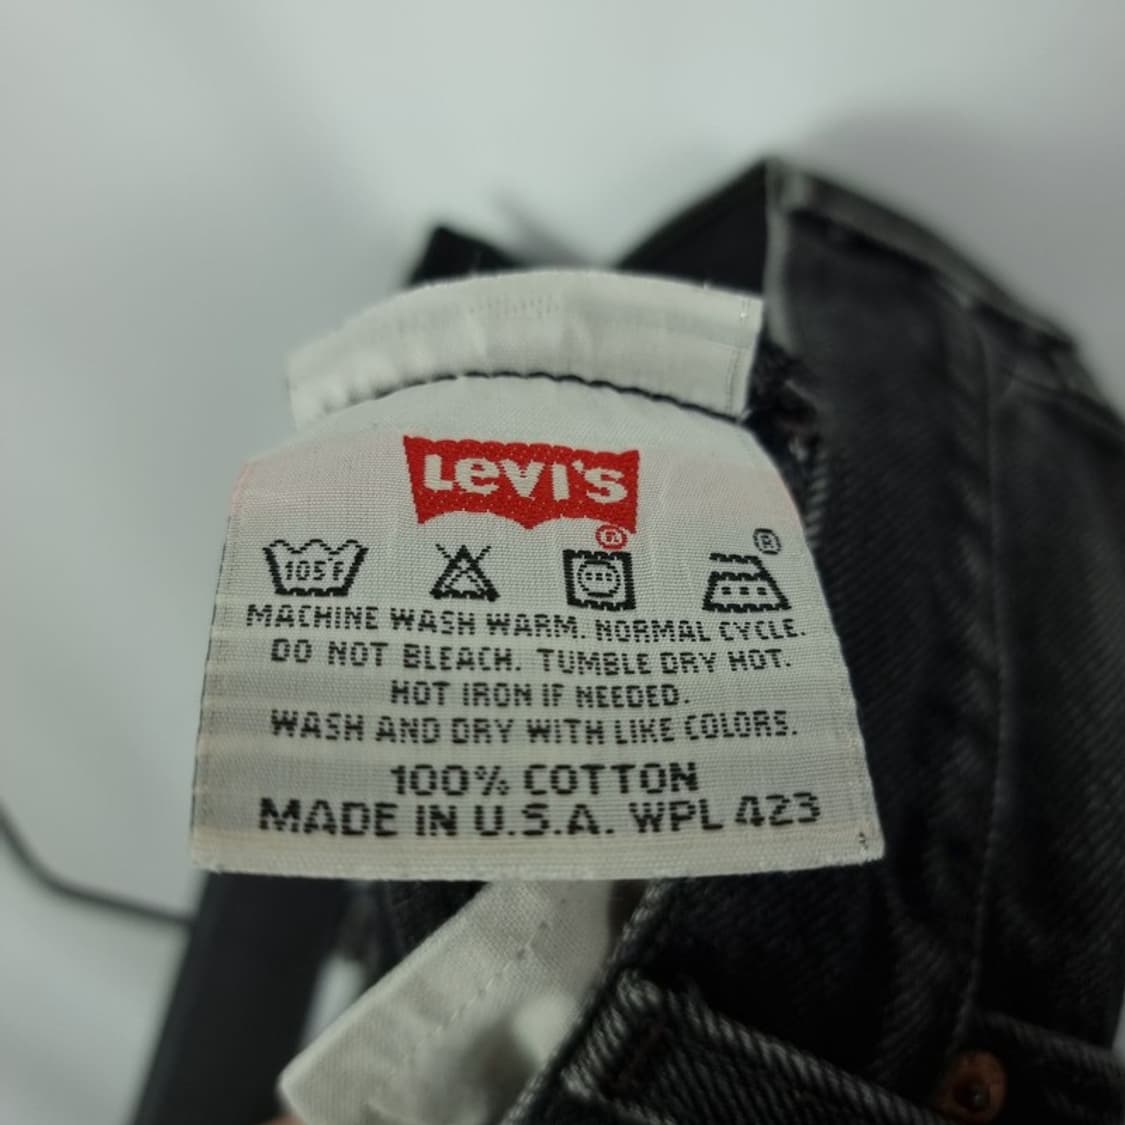 Levi's
®
®
105°F
MACHINE WASH WARM. NORMAL CYCLE.
DO NOT BLEACH. TUMBLE DRY HOT.
HOT IRON IF NEEDED.
WASH AND DRY WITH LIKE COLORS.
100% COTTON
MADE IN U.S.A. WPL 423